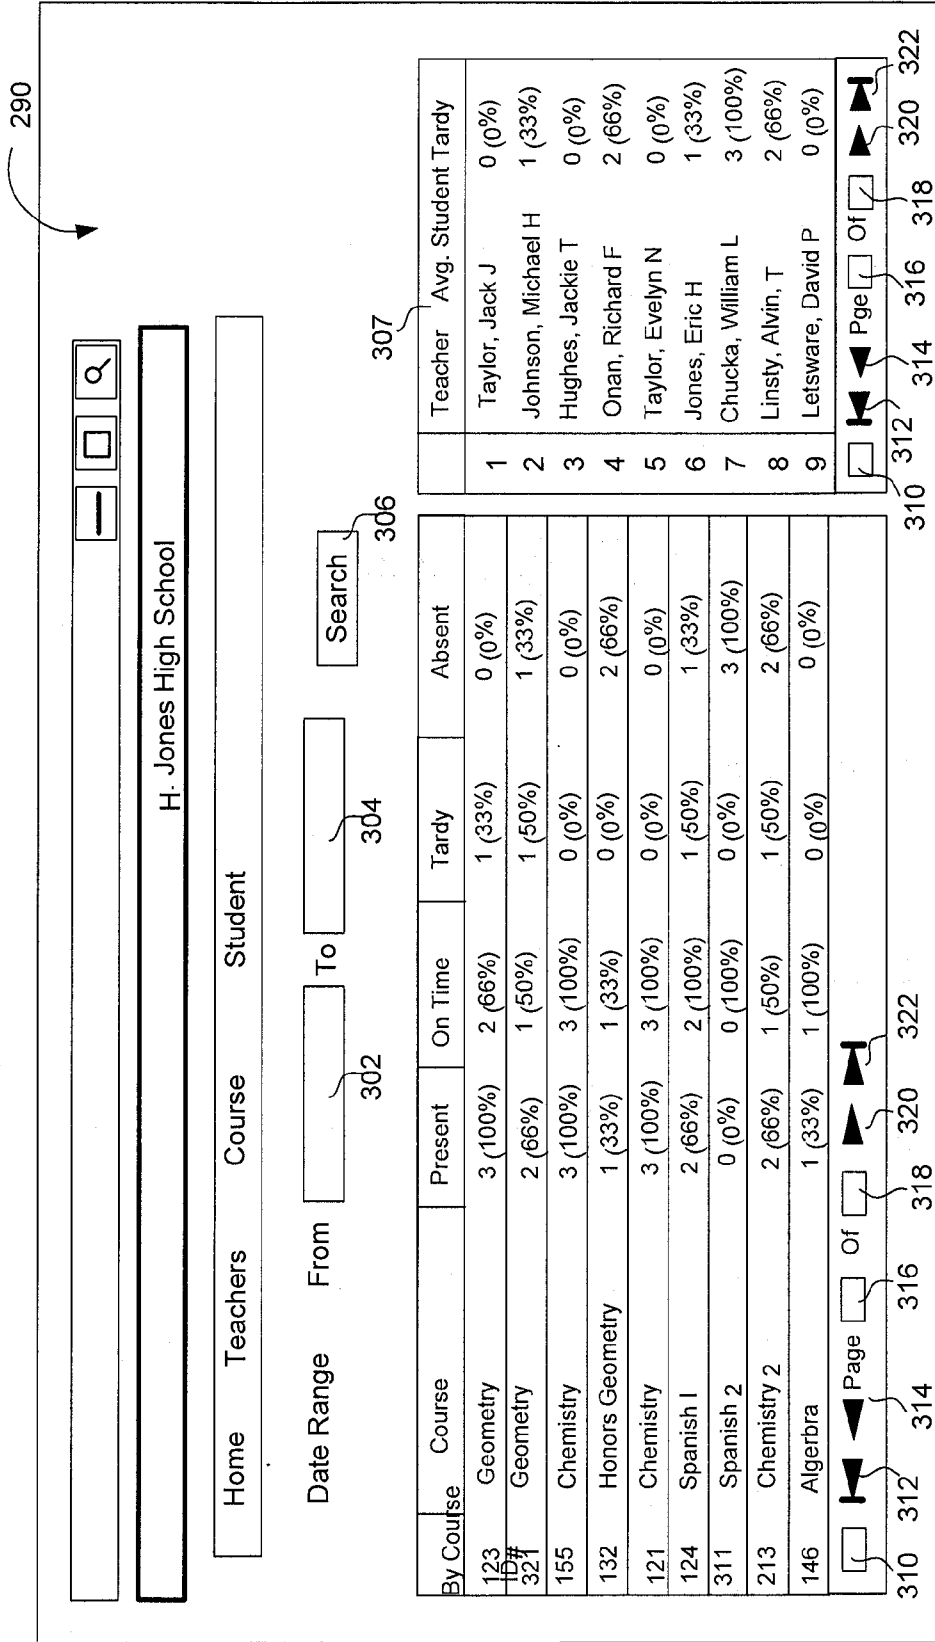 290
H. Jones High School
Home Teachers Course Student
Date Range From To Search
302 304 306
307
By Course ID# Course Present On Time Tardy Absent
123 Geometry 3 (100%) 2 (66%) 1 (33%) 0 (0%)
321 Geometry 2 (66%) 1 (50%) 1 (50%) 1 (33%)
155 Chemistry 3 (100%) 3 (100%) 0 (0%) 0 (0%)
132 Honors Geometry 1 (33%) 1 (33%) 0 (0%) 2 (66%)
121 Chemistry 3 (100%) 3 (100%) 0 (0%) 0 (0%)
124 Spanish I 2 (66%) 2 (100%) 1 (50%) 1 (33%)
311 Spanish 2 0 (0%) 0 (100%) 0 (0%) 3 (100%)
213 Chemistry 2 2 (66%) 1 (50%) 1 (50%) 2 (66%)
146 Algerbra 1 (33%) 1 (100%) 0 (0%) 0 (0%)
Page Of
310 312 314 316 318 320 322
Teacher Avg. Student Tardy
1 Taylor, Jack J 0 (0%)
2 Johnson, Michael H 1 (33%)
3 Hughes, Jackie T 0 (0%)
4 Onan, Richard F 2 (66%)
5 Taylor, Evelyn N 0 (0%)
6 Jones, Eric H 1 (33%)
7 Chucka, William L 3 (100%)
8 Linsty, Alvin, T 2 (66%)
9 Letsware, David P 0 (0%)
Pge Of
310 312 314 316 318 320 322